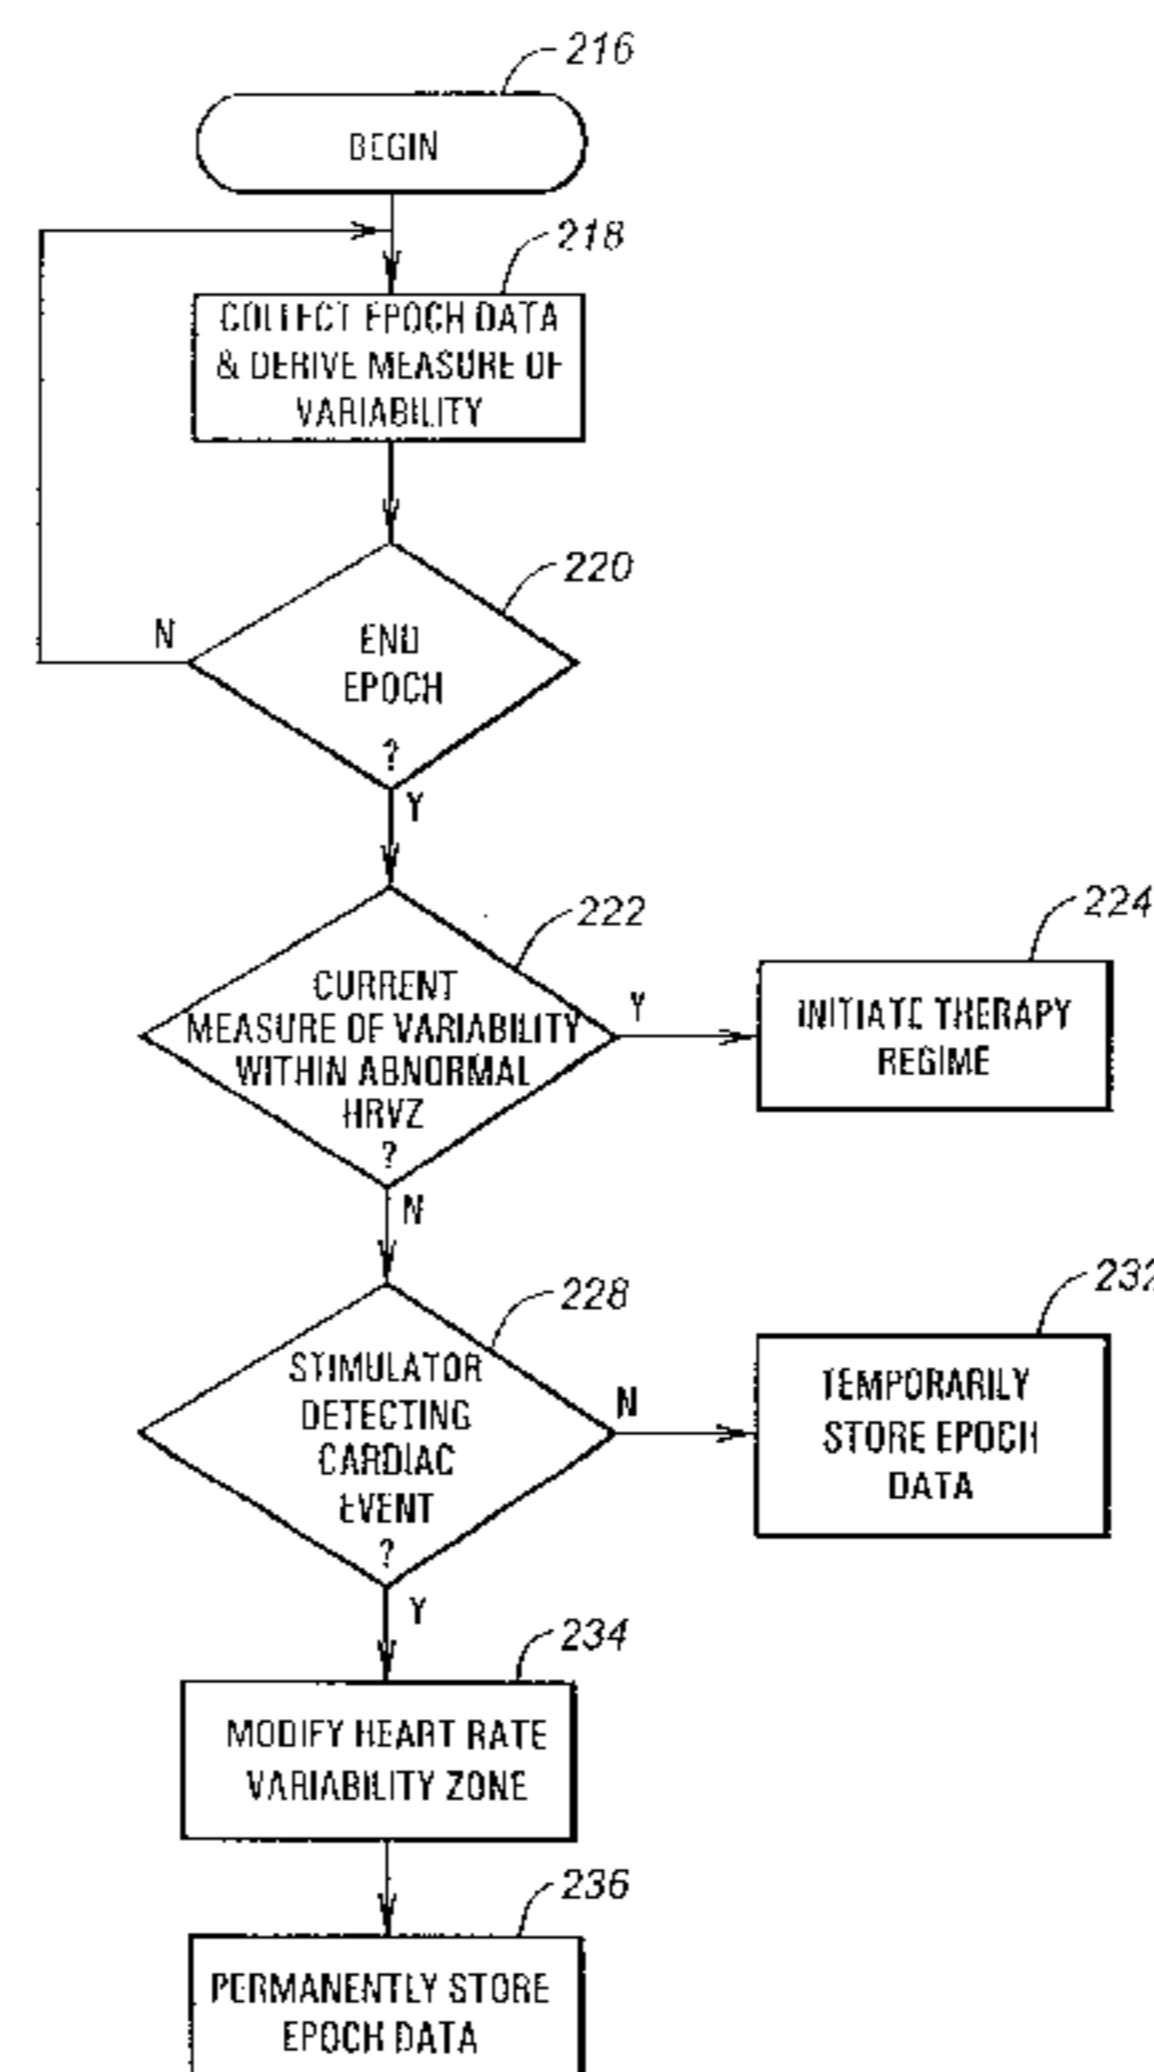 216
BEGIN
218
COLLECT EPOCH DATA
& DERIVE MEASURE OF
VARIABILITY
220
N
END
EPOCH
?
Y
222
224
CURRENT
MEASURE OF VARIABILITY
WITHIN ABNORMAL
HRVZ
?
Y
INITIATE THERAPY
REGIME
N
228
232
STIMULATOR
DETECTING
CARDIAC
EVENT
?
N
TEMPORARILY
STORE EPOCH
DATA
Y
234
MODIFY HEART RATE
VARIABILITY ZONE
236
PERMANENTLY STORE
EPOCH DATA